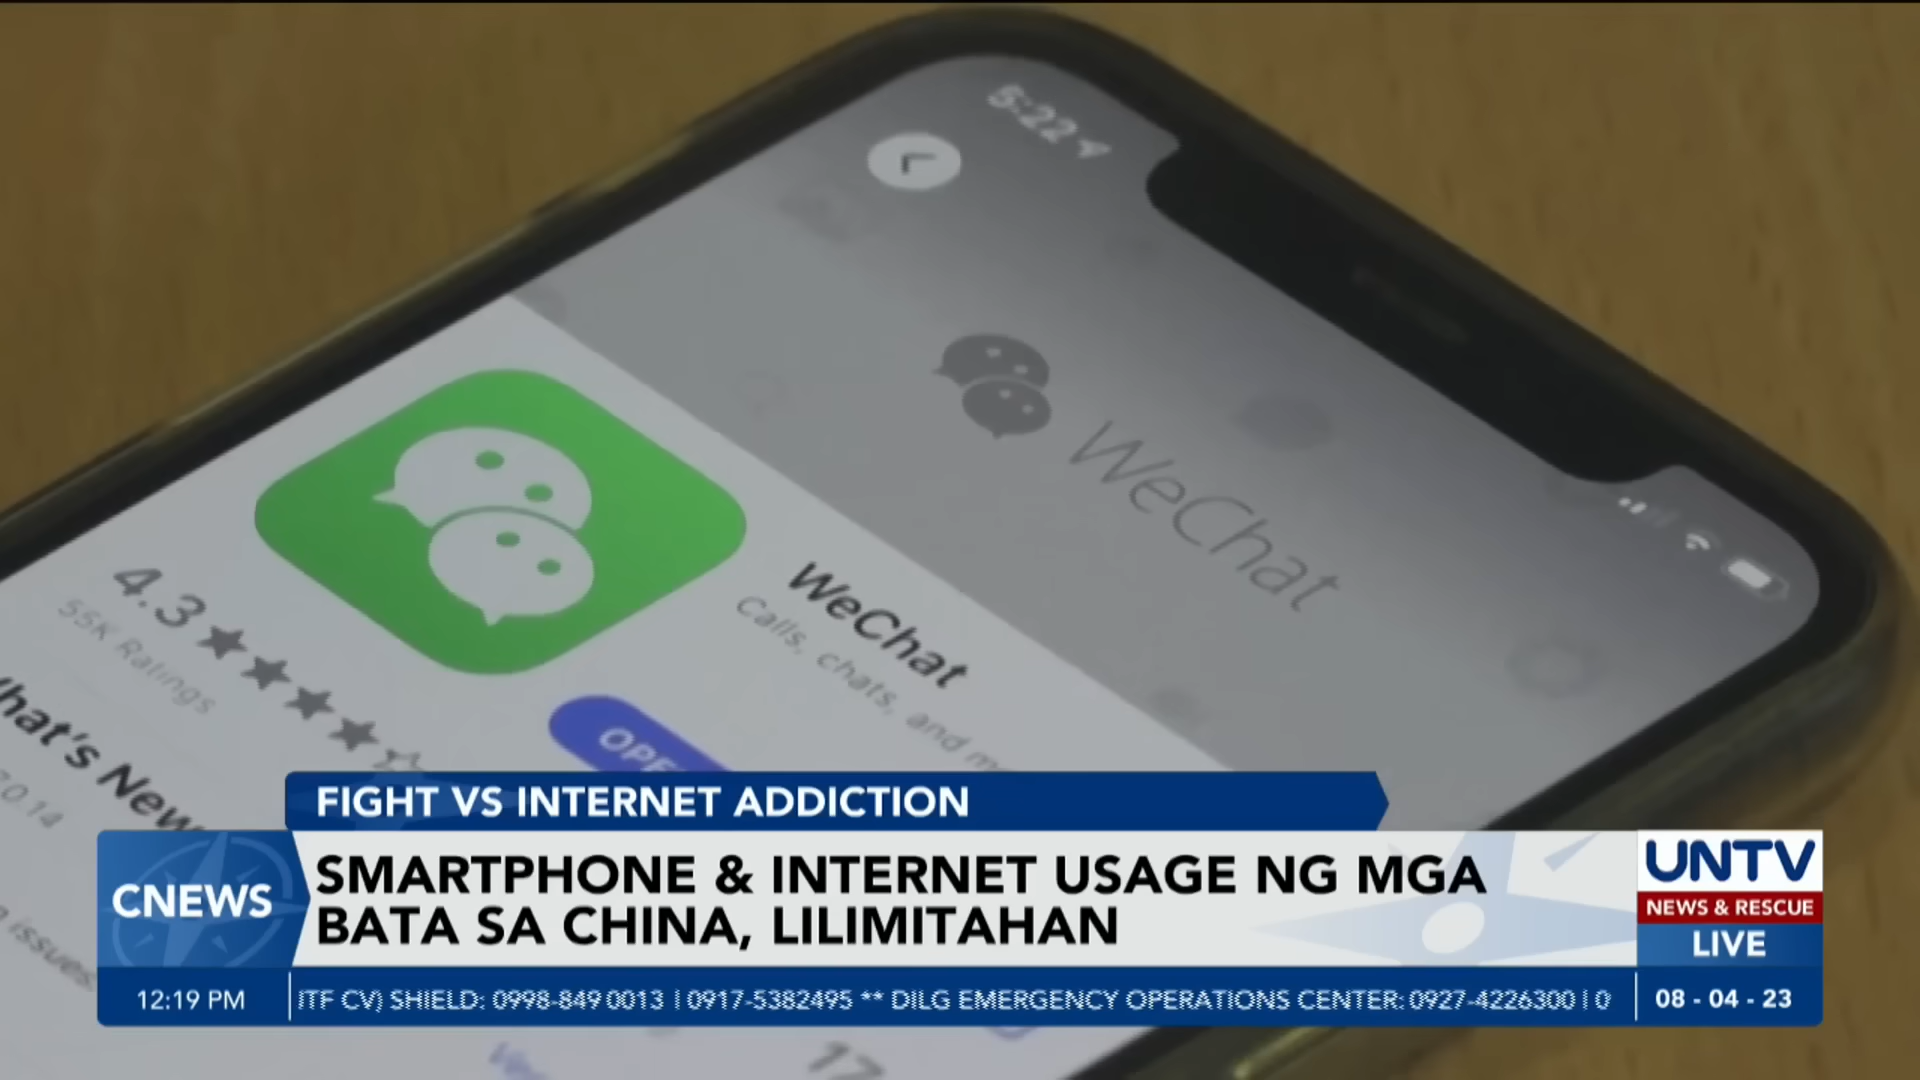 5:22
WeChat
WeChat
Calls, chats, and
4.3
55K Ratings
What's New
FIGHT VS INTERNET ADDICTION
CNEWS
SMARTPHONE & INTERNET USAGE NG MGA
BATA SA CHINA, LILIMITAHAN
UNTV
NEWS & RESCUE
LIVE
12:19 PM
ITF CV) SHIELD: 0998-849 0013 | 0917-5382495 ** DILG EMERGENCY OPERATIONS CENTER: 0927-4226300 | 0
08 - 04 - 23
issues
17